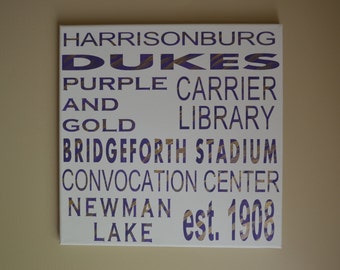 HARRISONBURG
DUKES
PURPLE
AND
GOLD
CARRIER
LIBRARY
BRIDGEFORTH STADIUM
CONVOCATION CENTER
NEWMAN
LAKE
est. 1908